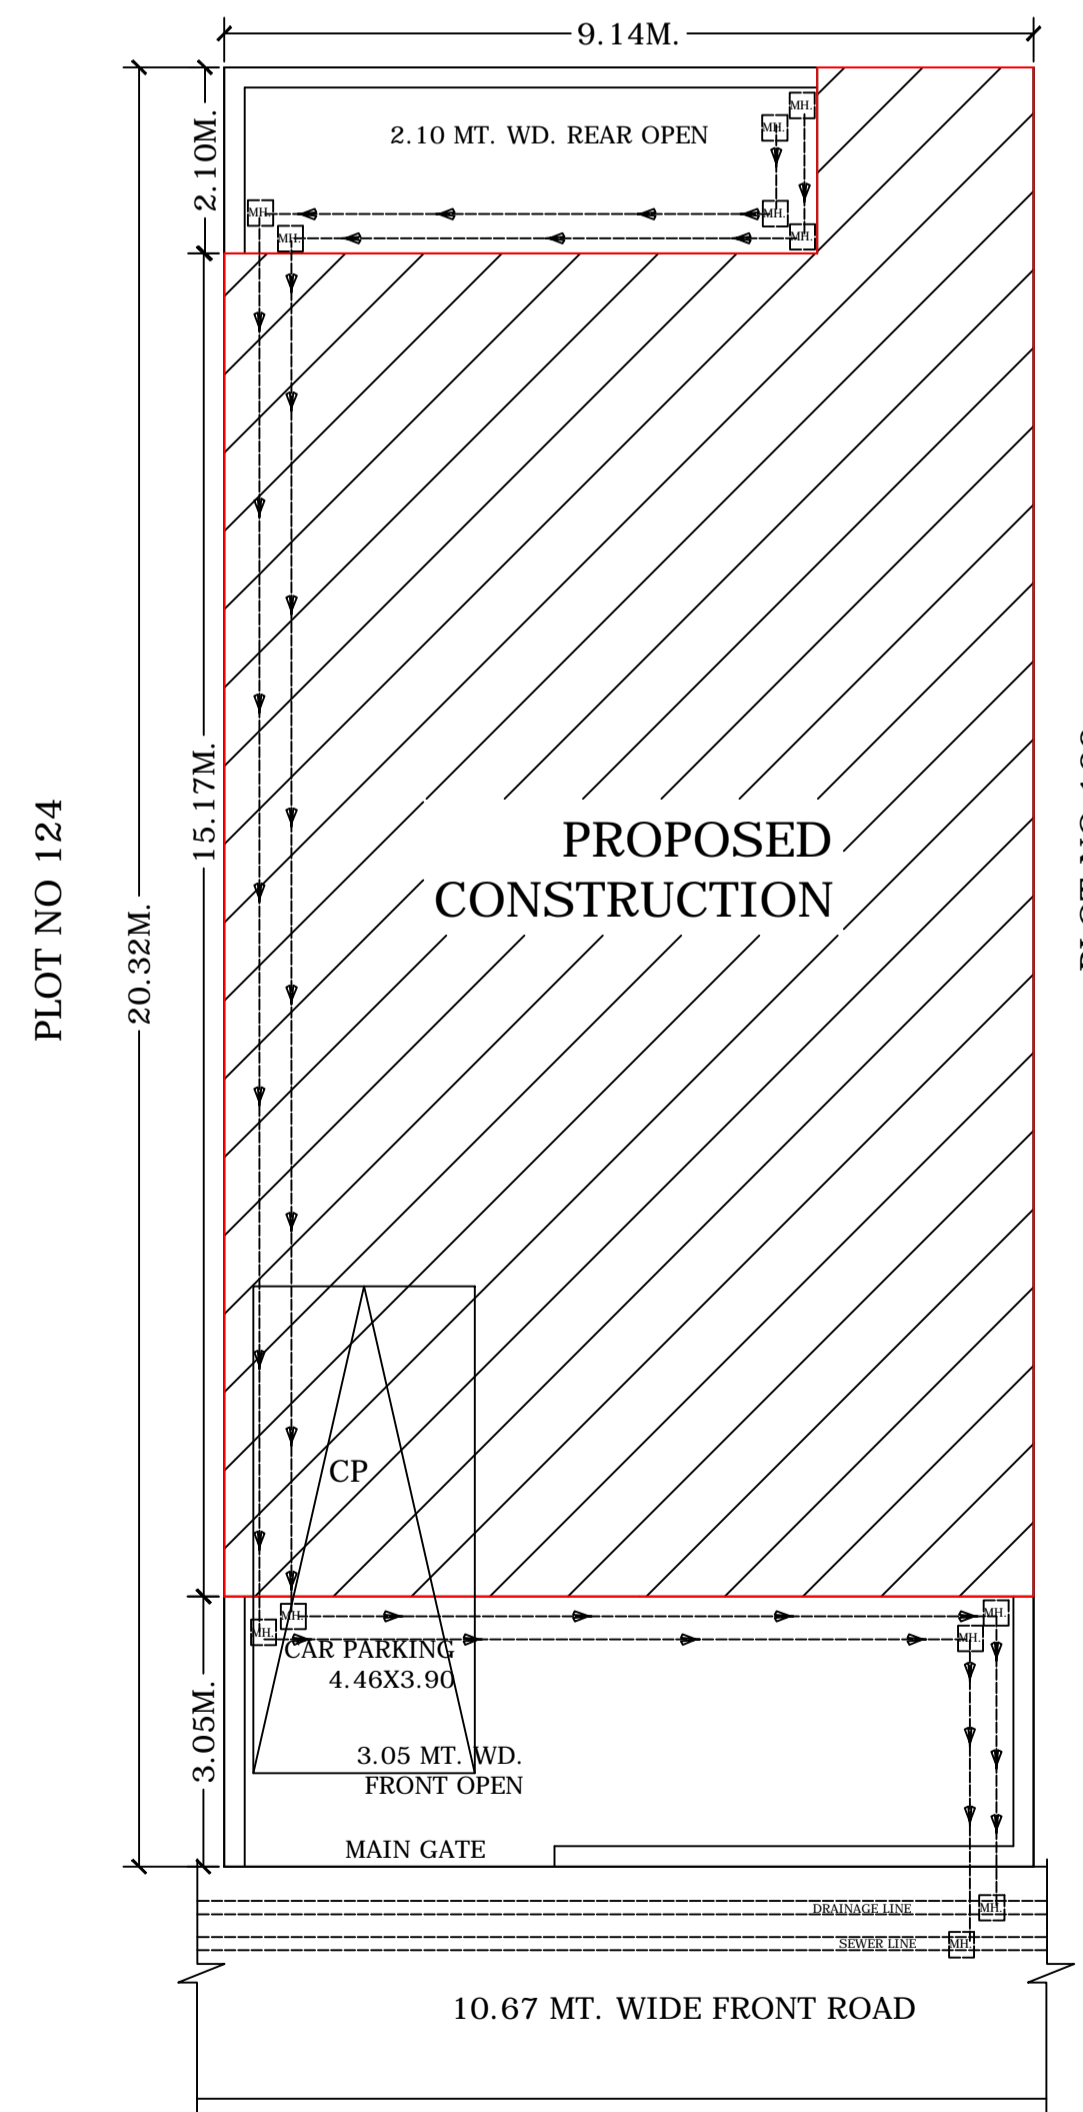 9.14M.
2.10M.
2.10 MT. WD. REAR OPEN
MH.
MH.
MH.
MH.
MH.
MH.
PLOT NO 124
20.32M.
15.17M.
PROPOSED
CONSTRUCTION
CP
MH.
MH.
MH.
MH.
CAR PARKING
4.46X3.90
3.05M.
3.05 MT. WD.
FRONT OPEN
MAIN GATE
DRAINAGE LINE
MH.
SEWER LINE
MH.
10.67 MT. WIDE FRONT ROAD